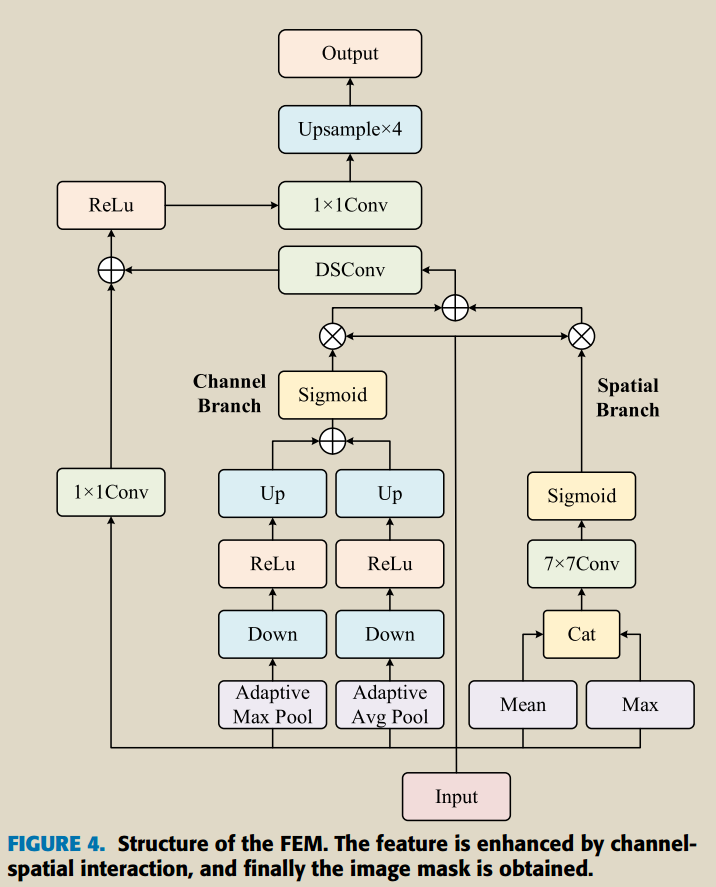 Output
Upsample×4
ReLu
1×1Conv
DSConv
Channel
Branch
Sigmoid
Spatial
Branch
1×1Conv
Up
Up
Sigmoid
ReLu
ReLu
7×7Conv
Down
Down
Cat
Adaptive
Max Pool
Adaptive
Avg Pool
Mean
Max
Input
FIGURE 4. Structure of the FEM. The feature is enhanced by channel-
spatial interaction, and finally the image mask is obtained.